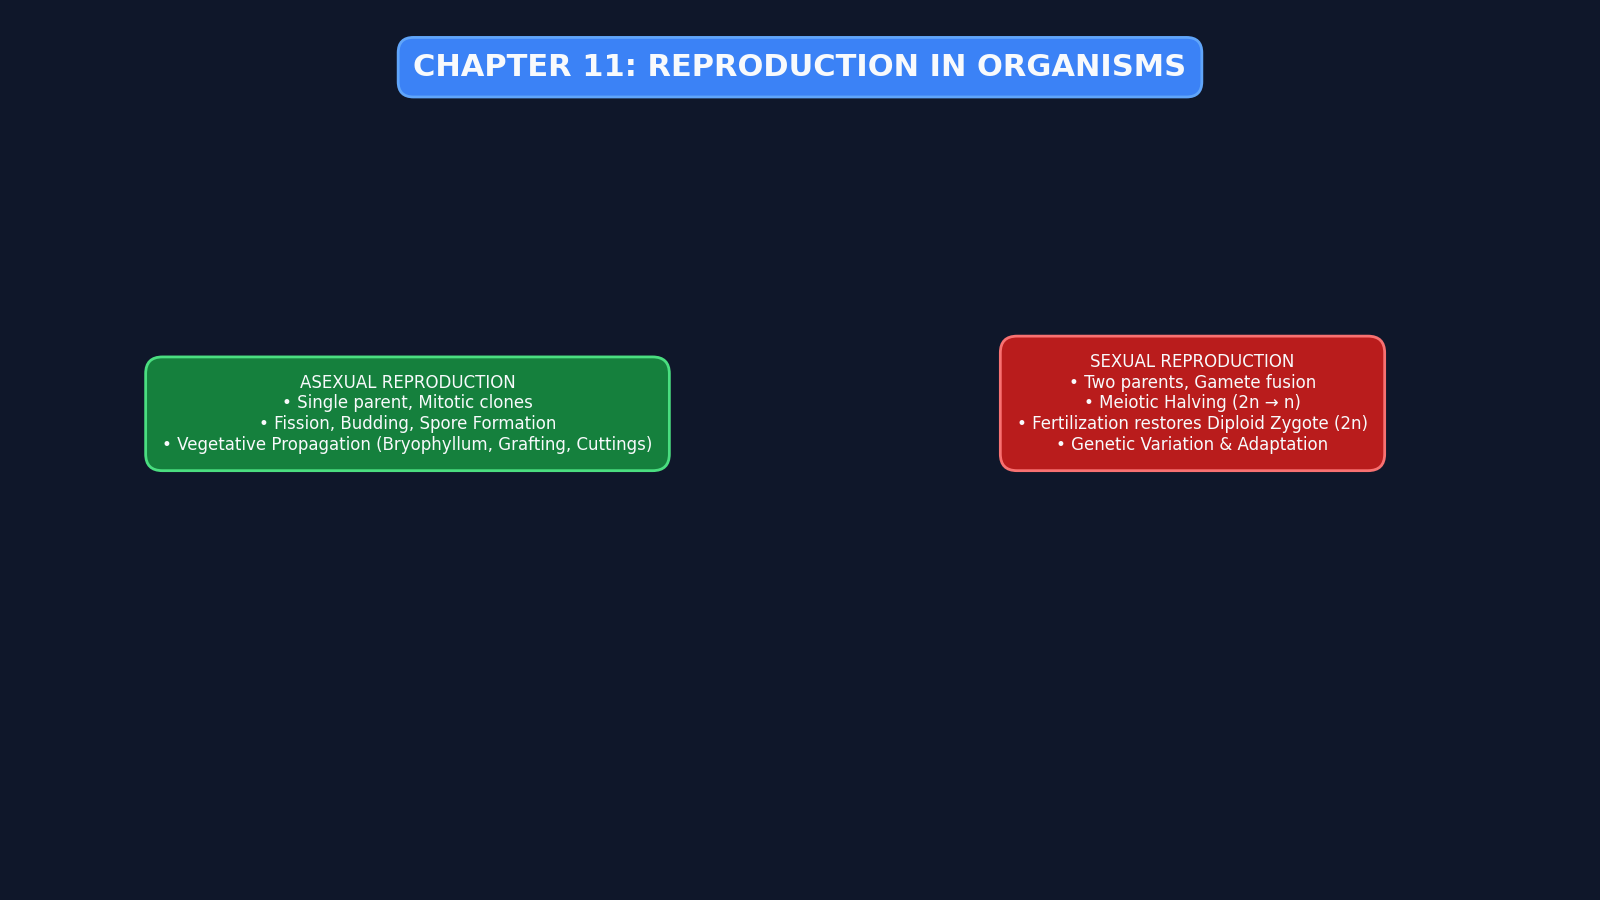 CHAPTER 11: REPRODUCTION IN ORGANISMS
ASEXUAL REPRODUCTION
• Single parent, Mitotic clones
• Fission, Budding, Spore Formation
• Vegetative Propagation (Bryophyllum, Grafting, Cuttings)
SEXUAL REPRODUCTION
• Two parents, Gamete fusion
• Meiotic Halving (2n → n)
• Fertilization restores Diploid Zygote (2n)
• Genetic Variation & Adaptation